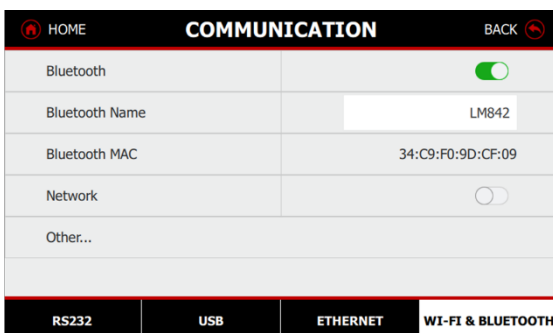 HOME COMMUNICATION BACK
Bluetooth
Bluetooth Name LM842
Bluetooth MAC 34:C9:F0:9D:CF:09
Network
Other...
RS232 USB ETHERNET WI-FI & BLUETOOTH